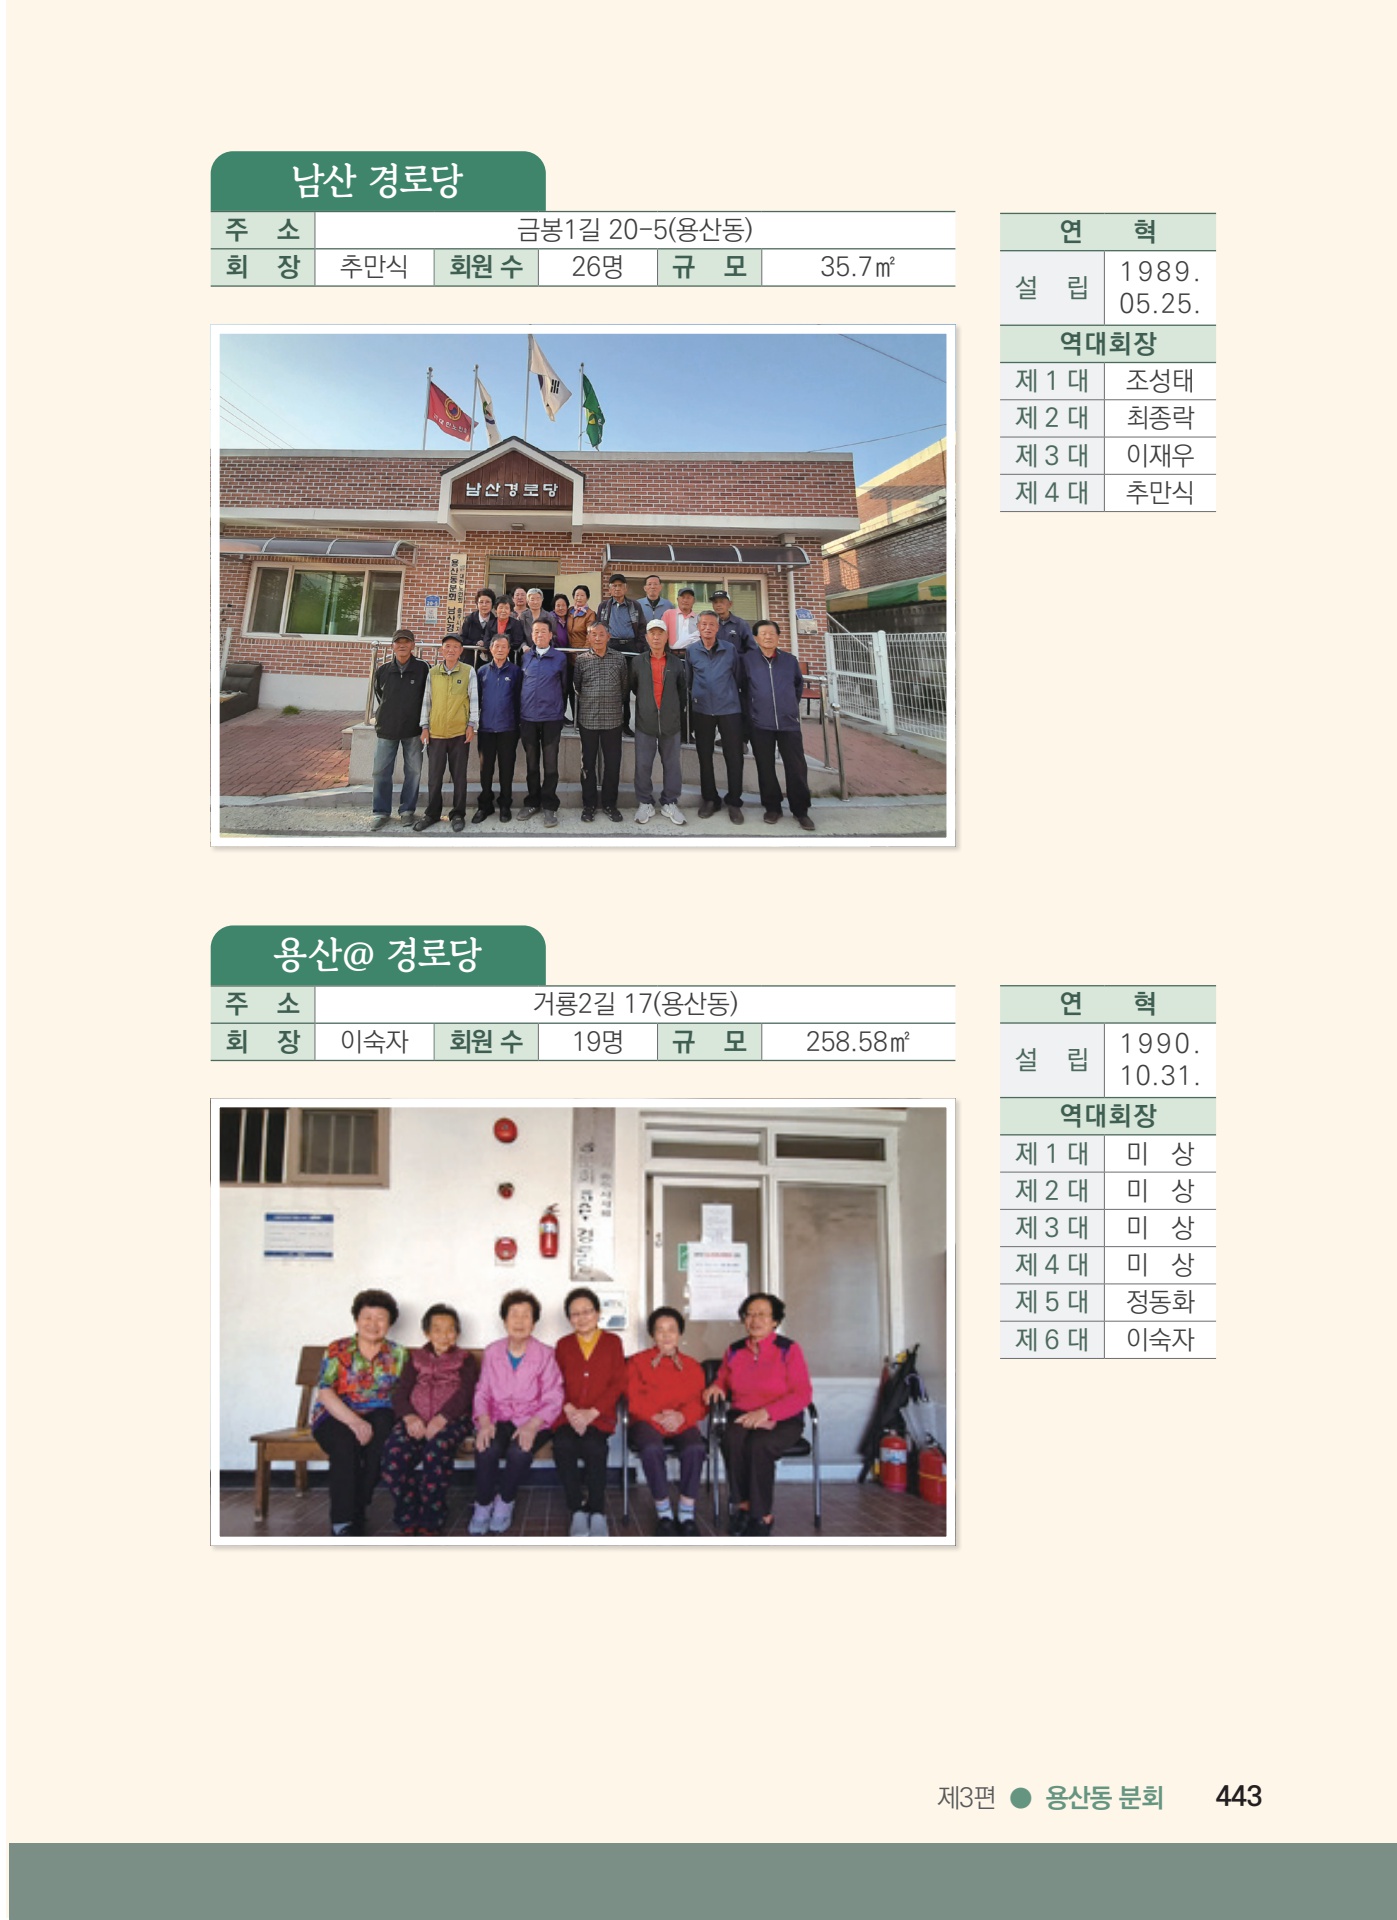 남산 경로당
주 소 금봉1길 20-5(용산동)
회 장 추만식 회원 수 26명 규 모 35.7㎡
연 혁
설 립 1989.
05.25.
역대회장
제 1 대 조성태
제 2 대 최종락
제 3 대 이재우
제 4 대 추만식
남산경로당
용산동분회 남산경
용산@ 경로당
주 소 거룡2길 17(용산동)
회 장 이숙자 회원 수 19명 규 모 258.58㎡
연 혁
설 립 1990.
10.31.
역대회장
제 1 대 미 상
제 2 대 미 상
제 3 대 미 상
제 4 대 미 상
제 5 대 정동화
제 6 대 이숙자
제3편 ● 용산동 분회 443